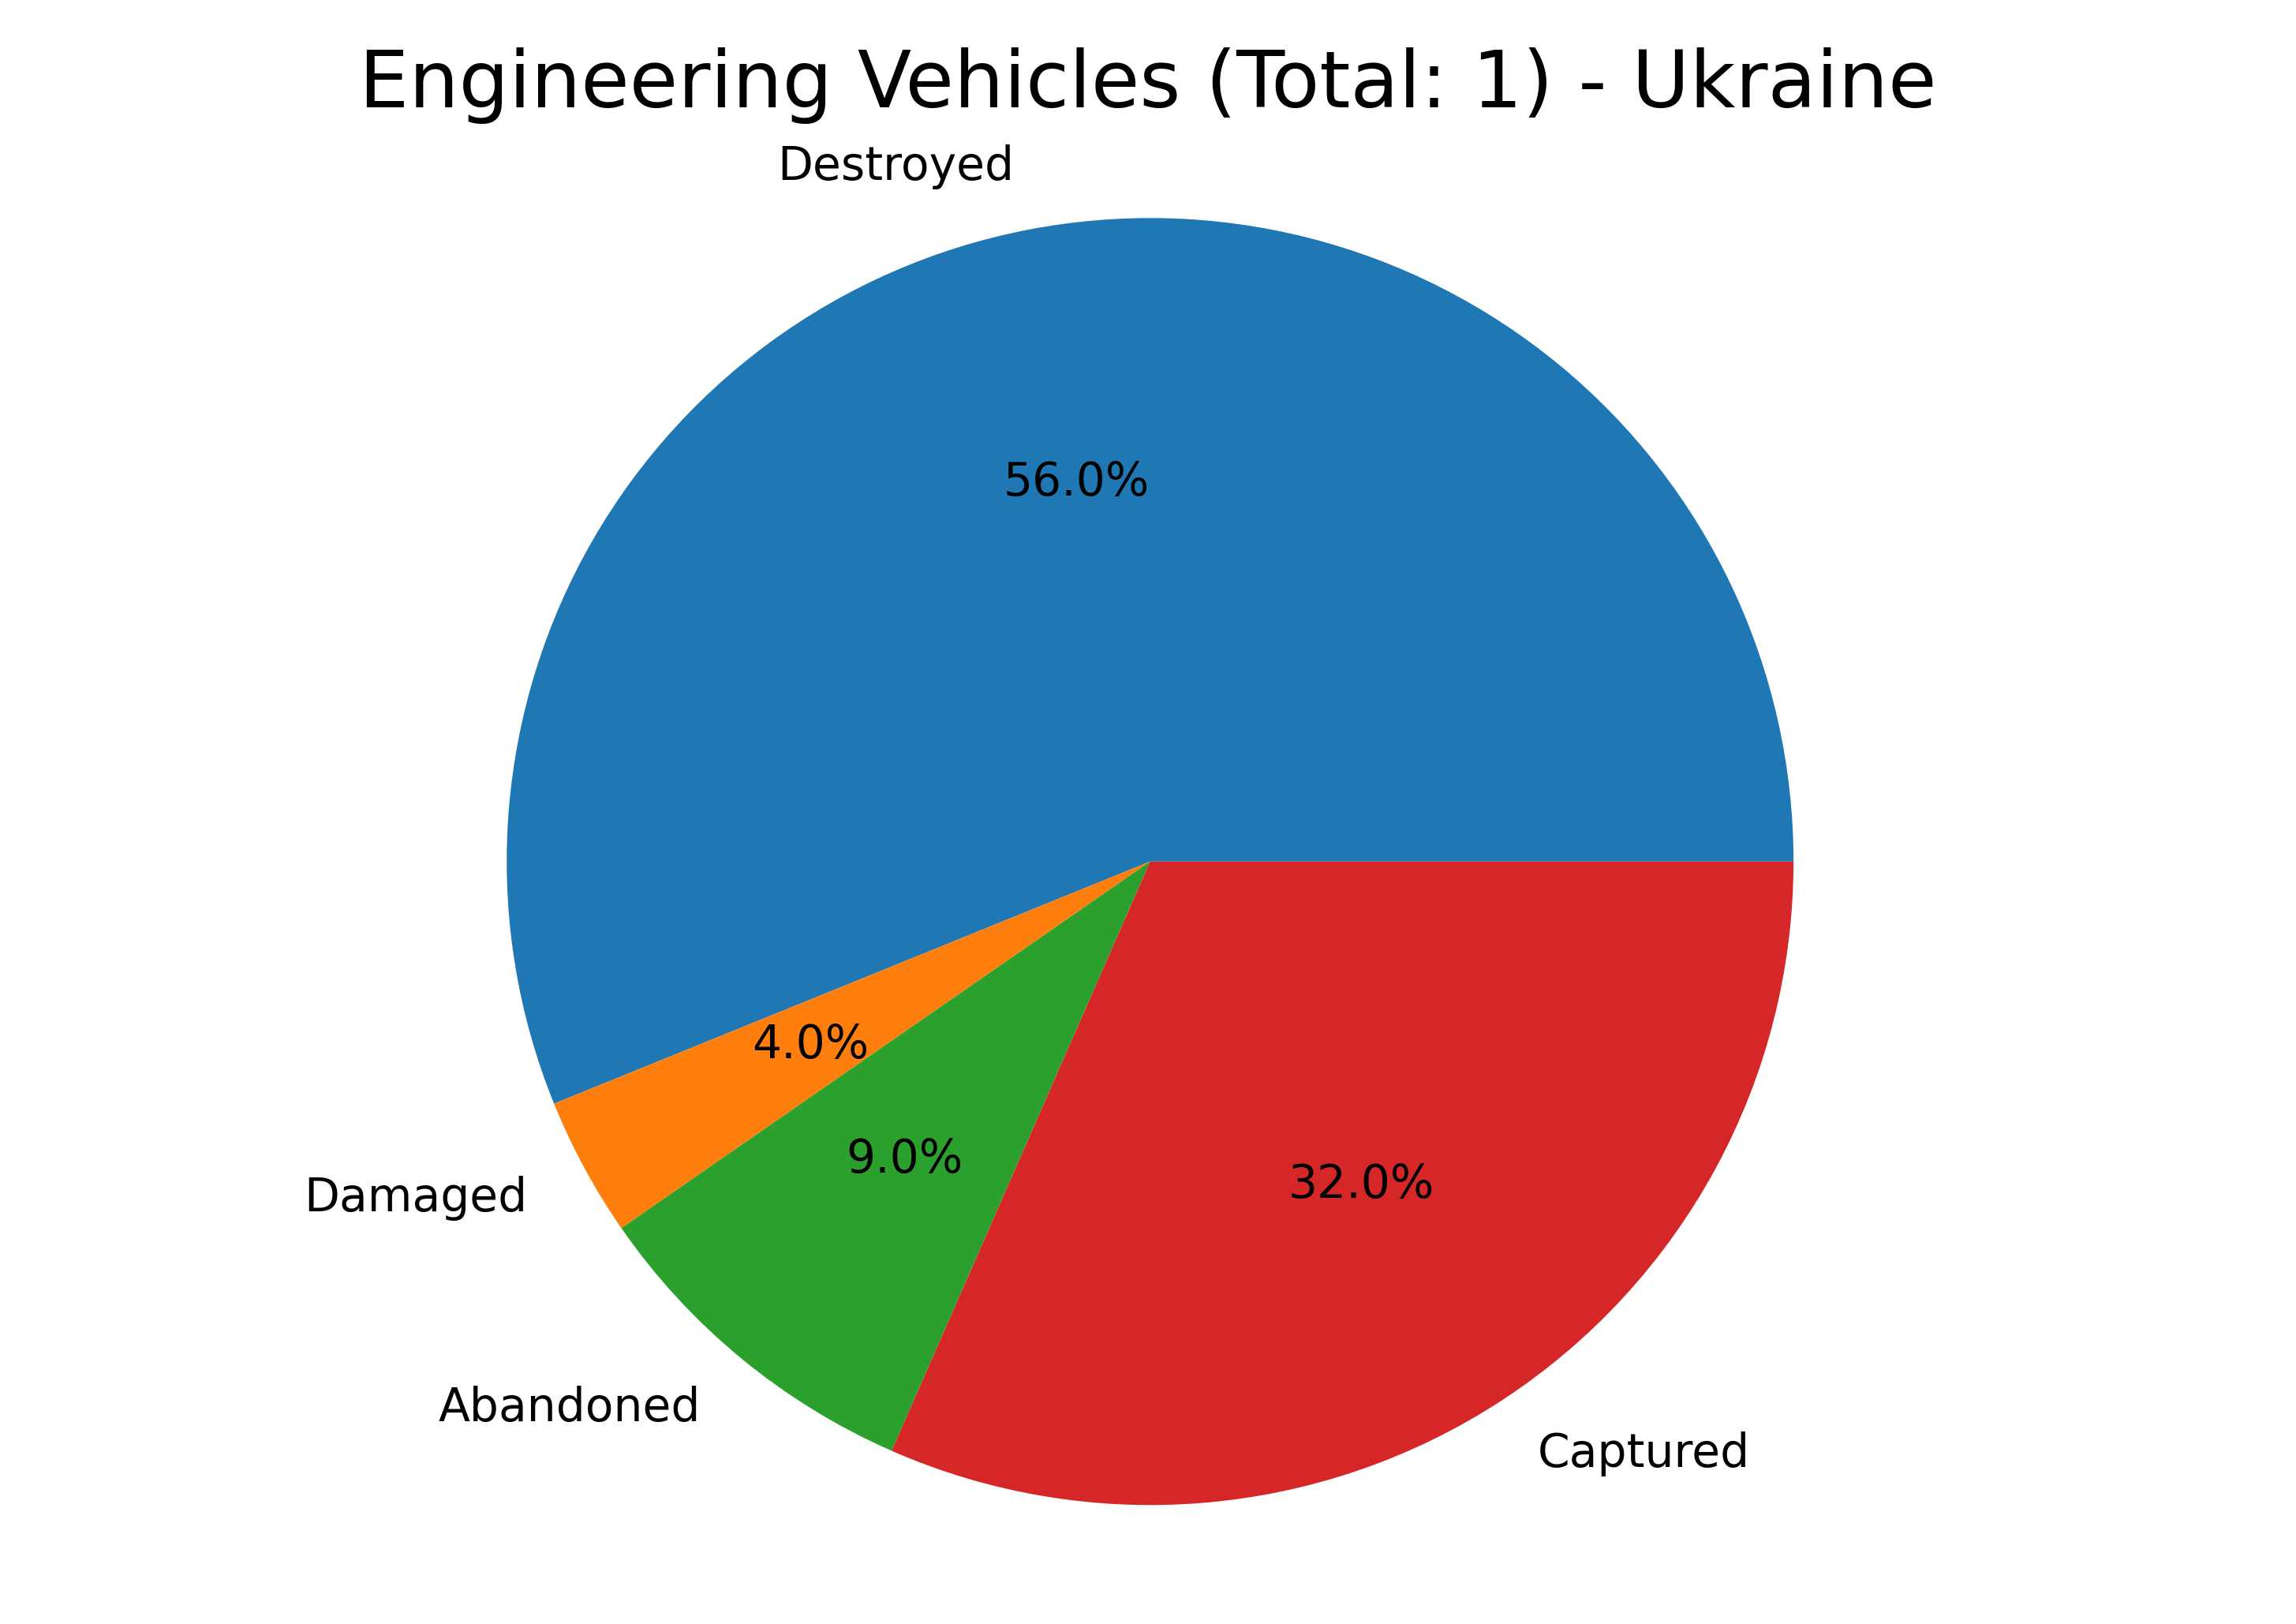 Engineering Vehicles (Total: 1) - Ukraine
Destroyed
56.0%
4.0%
9.0%
32.0%
Damaged
Abandoned
Captured